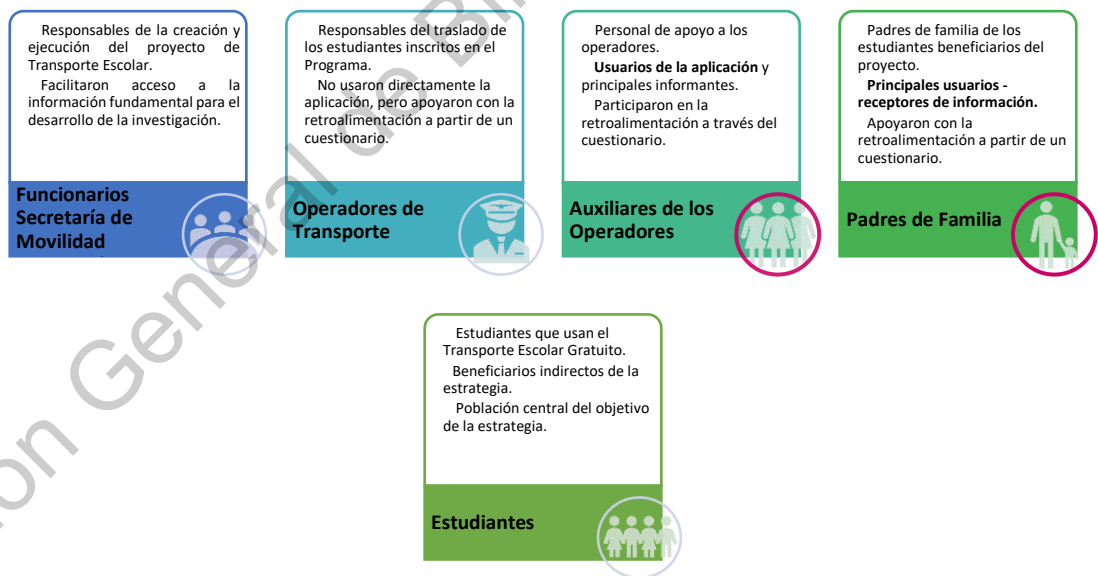 Responsables de la creación y
ejecución del proyecto de
Transporte Escolar.
Facilitaron acceso a la
información fundamental para el
desarrollo de la investigación.
Funcionarios
Secretaría de
Movilidad
Responsables del traslado de
los estudiantes inscritos en el
Programa.
No usaron directamente la
aplicación, pero apoyaron con la
retroalimentación a partir de un
cuestionario.
Operadores de
Transporte
Personal de apoyo a los
operadores.
Usuarios de la aplicación y
principales informantes.
Participaron en la
retroalimentación a través del
cuestionario.
Auxiliares de los
Operadores
Padres de familia de los
estudiantes beneficiarios del
proyecto.
Principales usuarios -
receptores de información.
Apoyaron con la
retroalimentación a partir de un
cuestionario.
Padres de Familia
Estudiantes que usan el
Transporte Escolar Gratuito.
Beneficiarios indirectos de la
estrategia.
Población central del objetivo
de la estrategia.
Estudiantes
General de